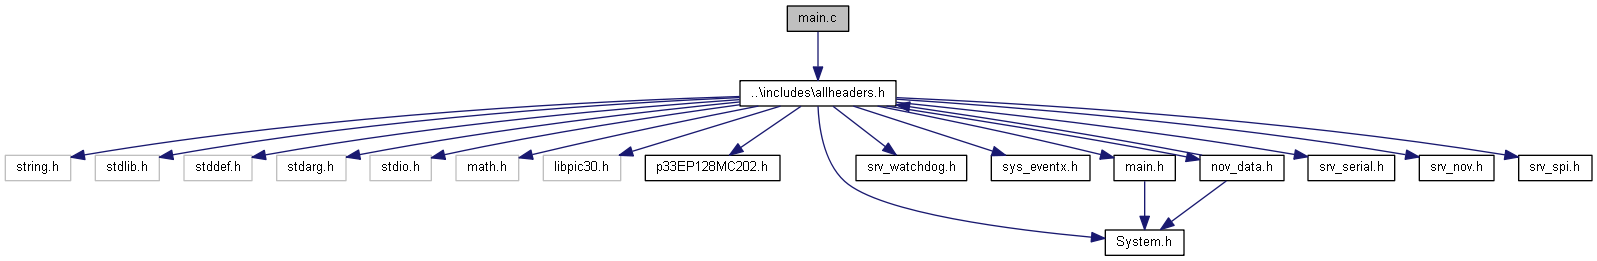 main.c
..\includes\allheaders.h
string.h
stdlib.h
stddef.h
stdarg.h
stdio.h
math.h
libpic30.h
p33EP128MC202.h
srv_watchdog.h
sys_eventx.h
main.h
nov_data.h
srv_serial.h
srv_nov.h
srv_spi.h
System.h